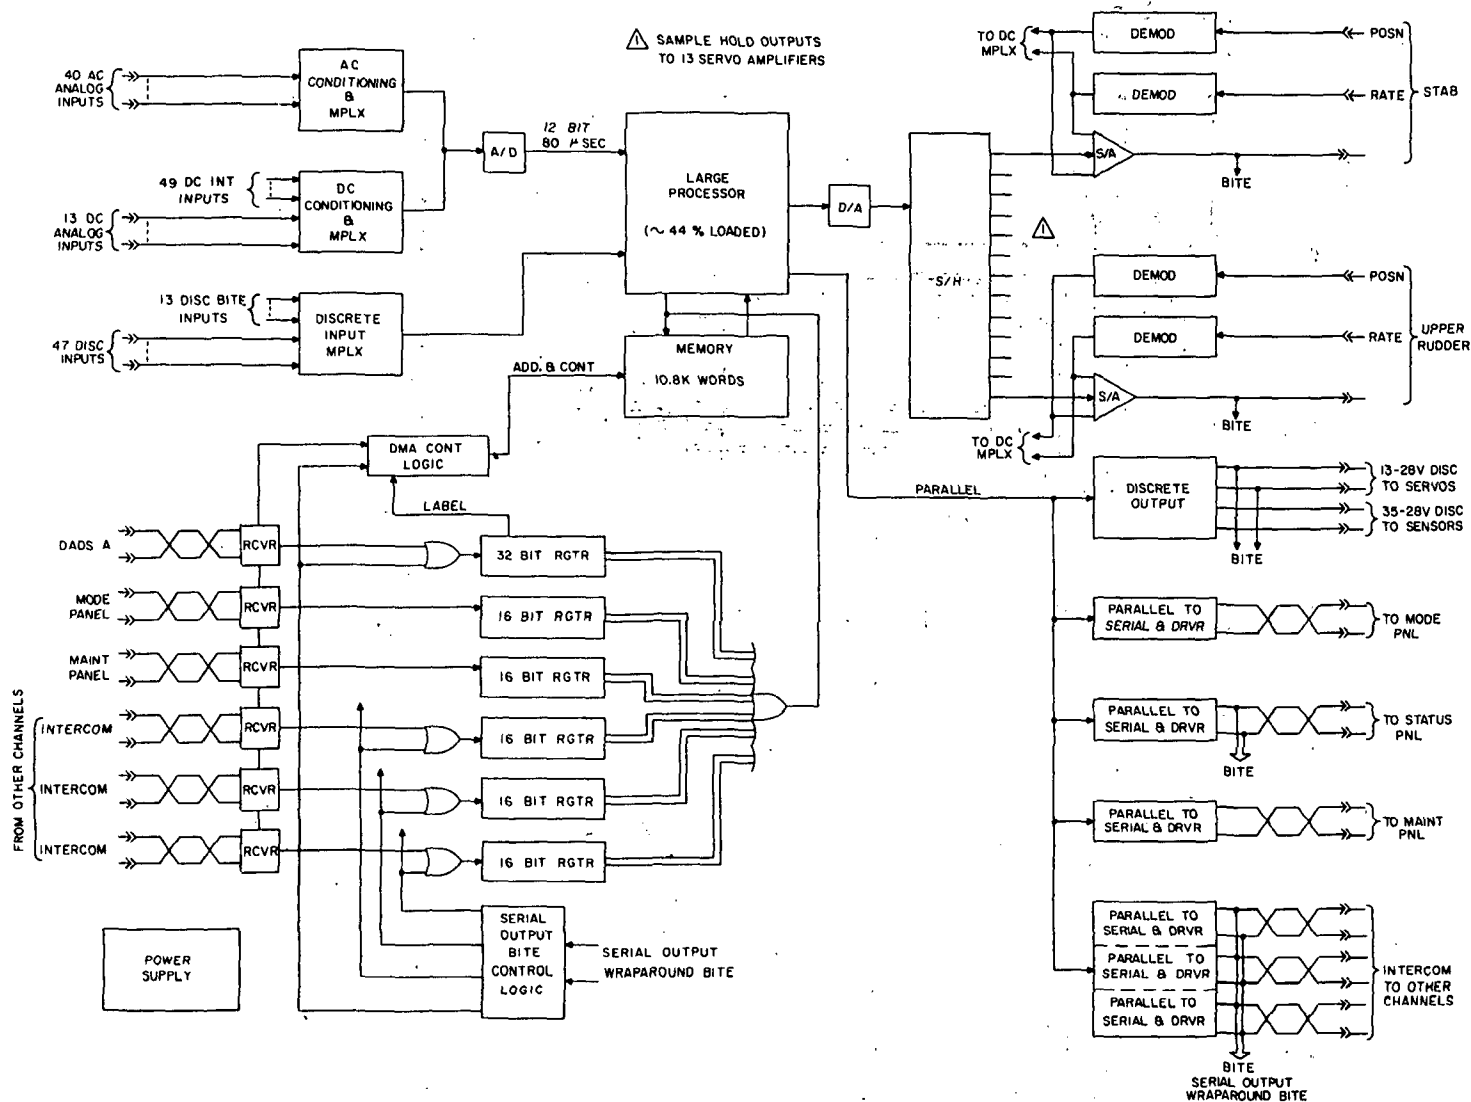 SAMPLE HOLD OUTPUTS
TO 13 SERVO AMPLIFIERS
1
40 AC
ANALOG
INPUTS
AC
CONDITIONING
&
MPLX
49 DC INT
INPUTS
13 DC
ANALOG
INPUTS
DC
CONDITIONING
&
MPLX
A/D
12 BIT
80 µ SEC
13 DISC BITE
INPUTS
47 DISC
INPUTS
DISCRETE
INPUT
MPLX
LARGE
PROCESSOR
(~ 44 % LOADED)
MEMORY
10.8K WORDS
ADD. & CONT
D/A
S/H
1
TO DC
MPLX
DEMOD
POSN
DEMOD
RATE
STAB
S/A
BITE
DEMOD
POSN
DEMOD
RATE
UPPER
RUDDER
S/A
BITE
TO DC
MPLX
DMA CONT
LOGIC
LABEL
PARALLEL
DISCRETE
OUTPUT
13-28V DISC
TO SERVOS
35-28V DISC
TO SENSORS
BITE
DADS A
RCVR
32 BIT RGTR
MODE
PANEL
RCVR
16 BIT RGTR
MAINT
PANEL
RCVR
16 BIT RGTR
FROM OTHER CHANNELS
INTERCOM
RCVR
16 BIT RGTR
INTERCOM
RCVR
16 BIT RGTR
INTERCOM
RCVR
16 BIT RGTR
PARALLEL TO
SERIAL & DRVR
TO MODE
PNL
PARALLEL TO
SERIAL & DRVR
TO STATUS
PNL
BITE
PARALLEL TO
SERIAL & DRVR
TO MAINT
PNL
POWER
SUPPLY
SERIAL
OUTPUT
BITE
CONTROL
LOGIC
SERIAL OUTPUT
WRAPAROUND BITE
PARALLEL TO
SERIAL & DRVR
PARALLEL TO
SERIAL & DRVR
PARALLEL TO
SERIAL & DRVR
INTERCOM
TO OTHER
CHANNELS
BITE
SERIAL OUTPUT
WRAPAROUND BITE